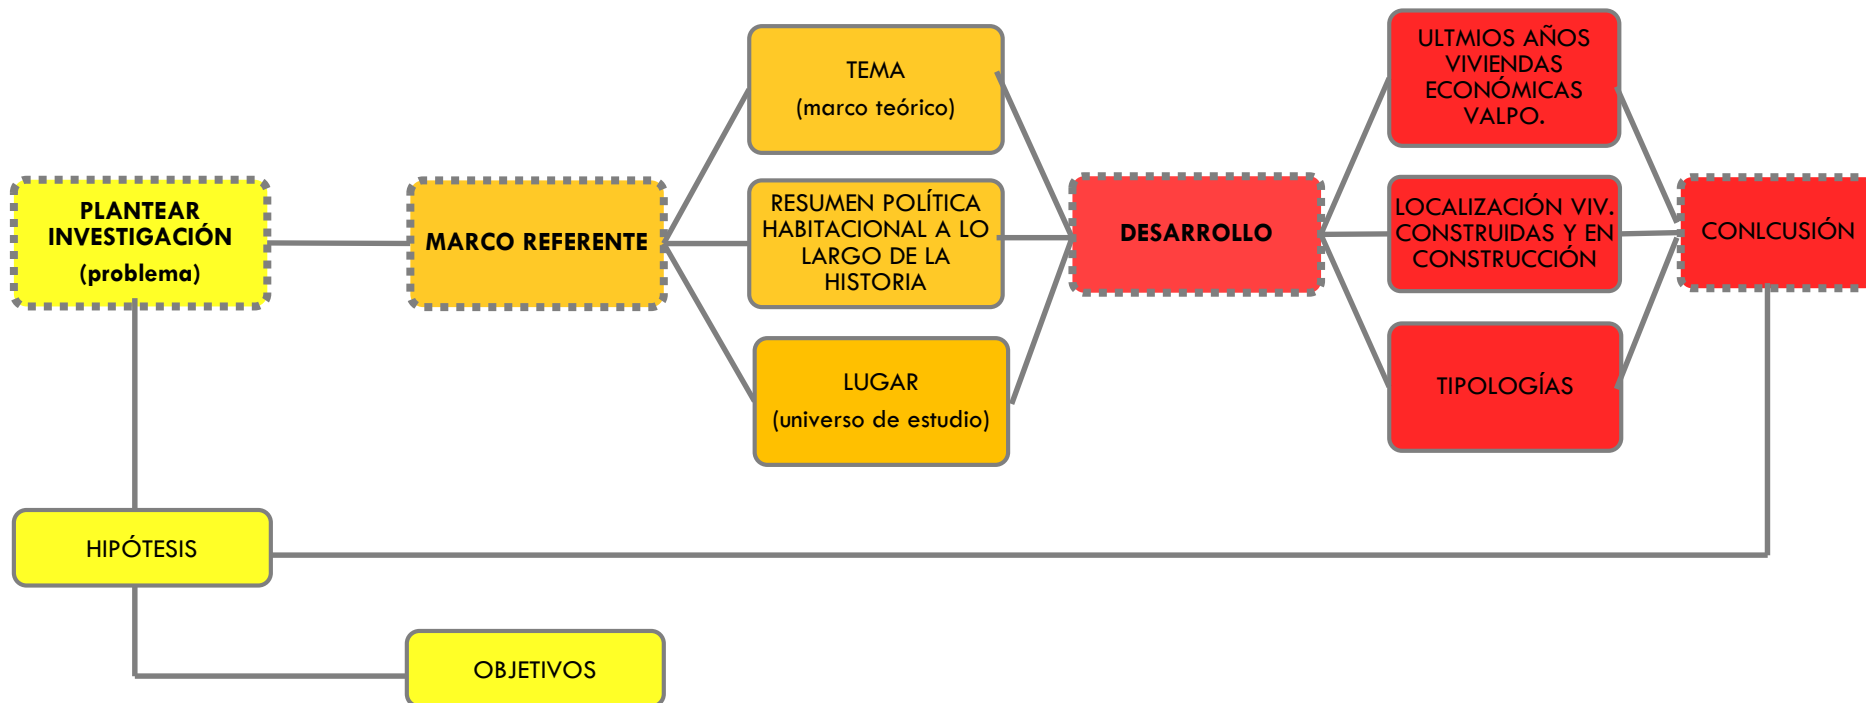 PLANTEAR
INVESTIGACIÓN
(problema)
MARCO REFERENTE
TEMA
(marco teórico)
RESUMEN POLÍTICA
HABITACIONAL A LO
LARGO DE LA
HISTORIA
LUGAR
(universo de estudio)
DESARROLLO
ULTMIOS AÑOS
VIVIENDAS
ECONÓMICAS
VALPO.
LOCALIZACIÓN VIV.
CONSTRUIDAS Y EN
CONSTRUCCIÓN
TIPOLOGÍAS
CONLCUSIÓN
HIPÓTESIS
OBJETIVOS